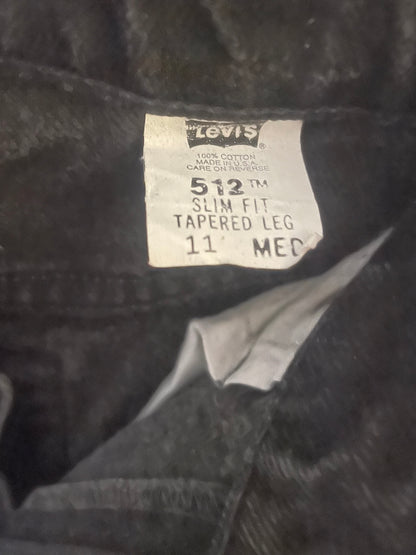 Levi's
®
100% COTTON
MADE IN U.S.A.
CARE ON REVERSE
512™
SLIM FIT
TAPERED LEG
11 MED